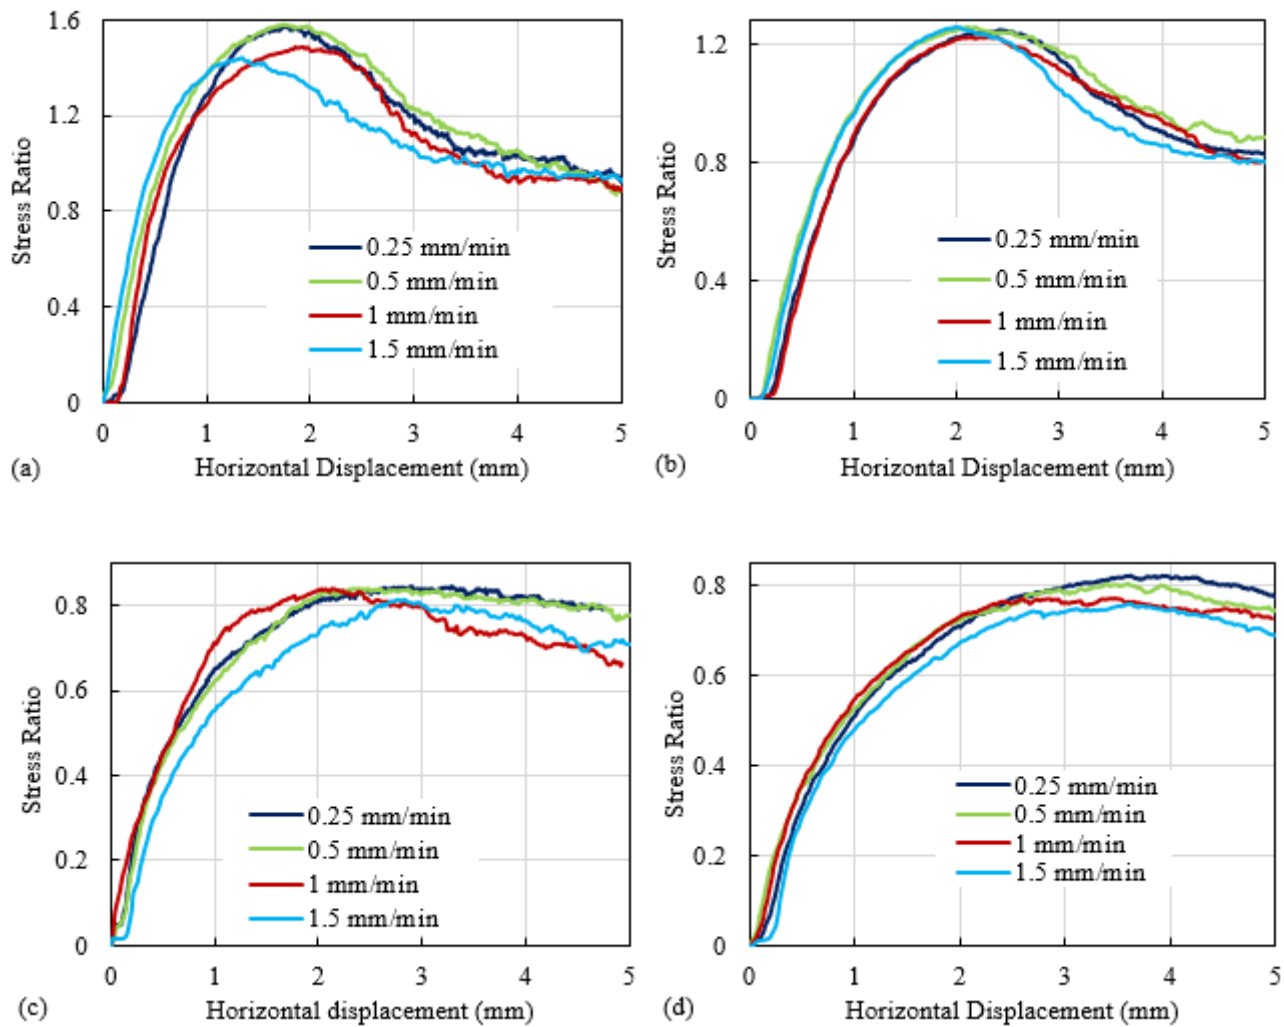 1.6
1.2
0.8
0.4
0
Stress Ratio
0.25 mm/min
0.5 mm/min
1 mm/min
1.5 mm/min
0 1 2 3 4 5
(a) Horizontal Displacement (mm)
1.2
0.8
0.4
0
Stress Ratio
0.25 mm/min
0.5 mm/min
1 mm/min
1.5 mm/min
0 1 2 3 4 5
(b) Horizontal Displacement (mm)
0.8
0.6
0.4
0.2
0
Stress Ratio
0.25 mm/min
0.5 mm/min
1 mm/min
1.5 mm/min
0 1 2 3 4 5
(c) Horizontal displacement (mm)
0.8
0.6
0.4
0.2
0
Stress Ratio
0.25 mm/min
0.5 mm/min
1 mm/min
1.5 mm/min
0 1 2 3 4 5
(d) Horizontal Displacement (mm)